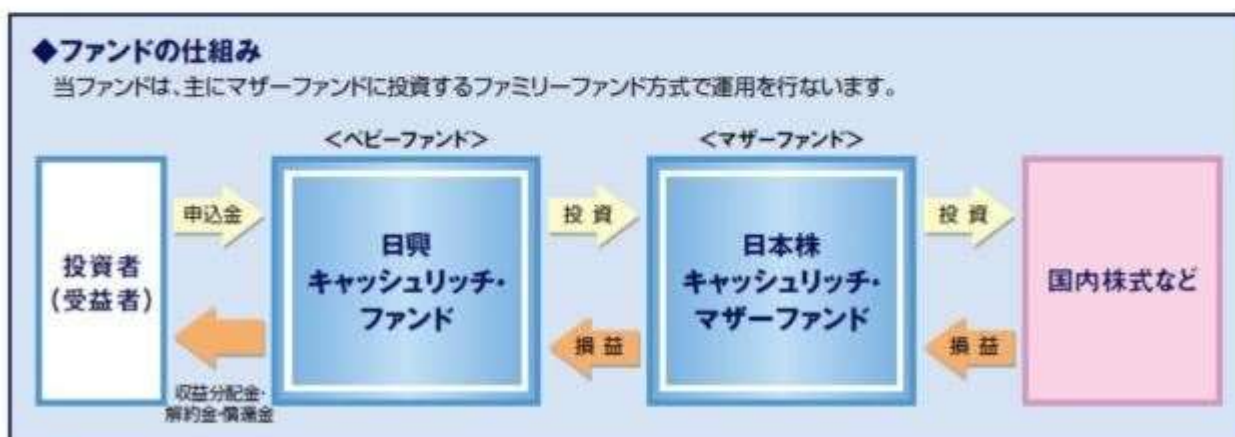 ◆ファンドの仕組み
当ファンドは、主にマザーファンドに投資するファミリーファンド方式で運用を行ないます。
<ベビーファンド>
<マザーファンド>
投資者
(受益者)
申込金
収益分配金・
解約金・償還金
日興
キャッシュリッチ・
ファンド
投資
損益
日本株
キャッシュリッチ・
マザーファンド
投資
損益
国内株式など